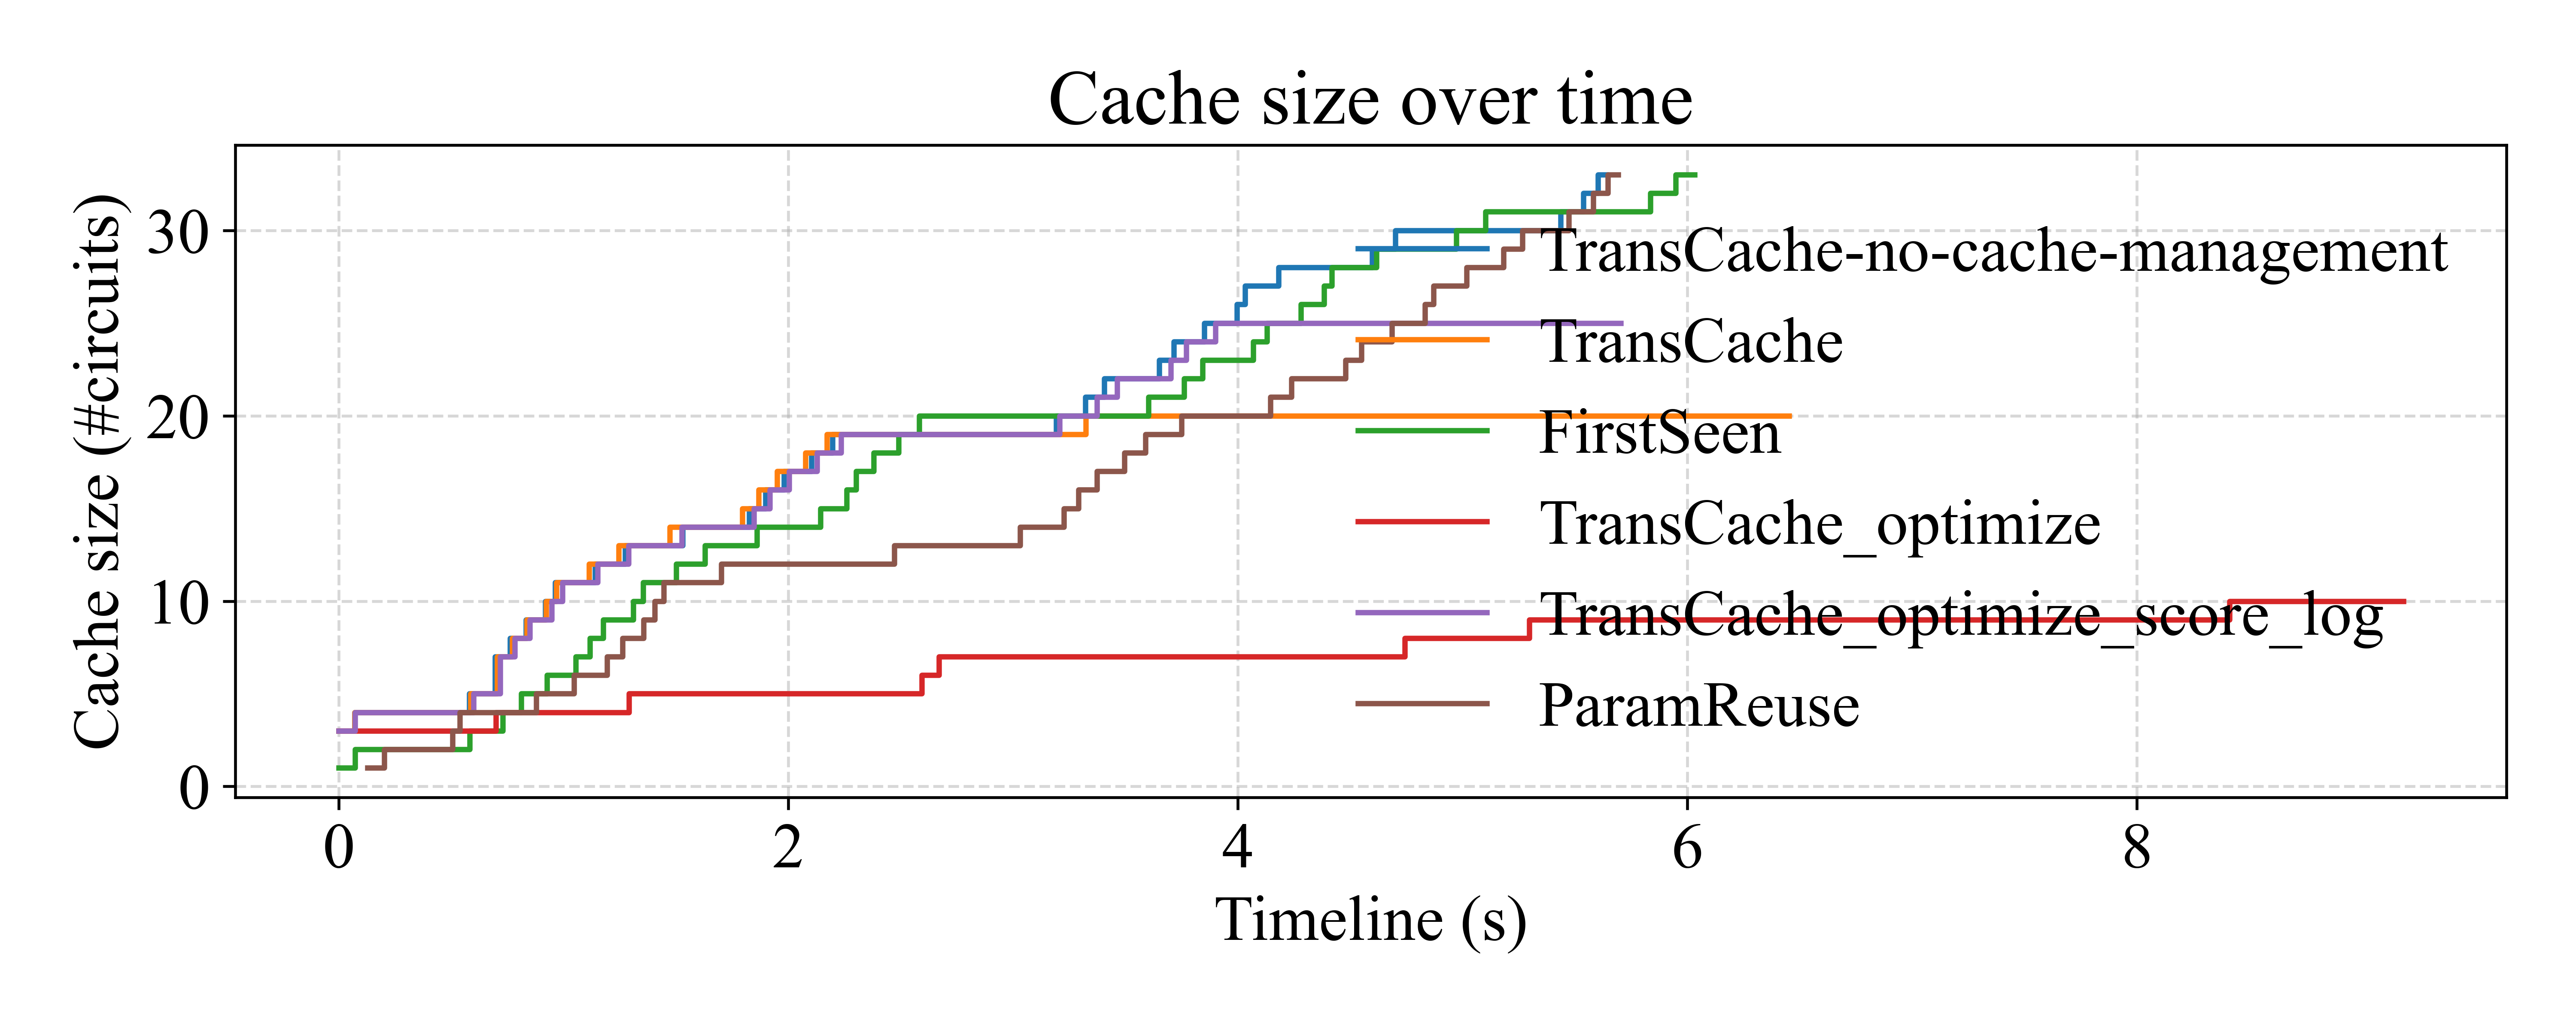 Cache size over time
Cache size (#circuits)
30
20
10
0
TransCache-no-cache-management
TransCache
FirstSeen
TransCache_optimize
TransCache_optimize_score_log
ParamReuse
0 2 4 6 8
Timeline (s)